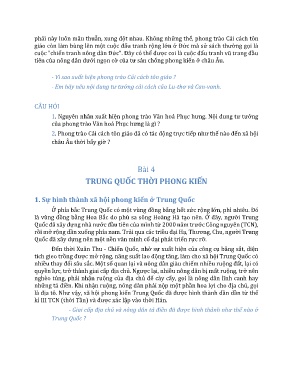 phải này luôn mâu thuẫn, xung đột nhau. Không những thế, phong trào Cải cách tôn
giáo còn làm bùng lên một cuộc đấu tranh rộng lớn ở Đức mà sử sách thường gọi là
cuộc "chiến tranh nông dân Đức". Đây có thể được coi là cuộc đấu tranh vũ trang đầu
tiên của nông dân dưới ngọn cờ của tư sản chống phong kiến ở châu Âu.
- Vì sao xuất hiện phong trào Cải cách tôn giáo ?
- Em hãy nêu nội dung tư tưởng cải cách của Lu-thơ và Can-vanh.
CÂU HỎI
1. Nguyên nhân xuất hiện phong trào Văn hoá Phục hưng. Nội dung tư tưởng
của phong trào Văn hoá Phục hưng là gì ?
2. Phong trào Cải cách tôn giáo đã có tác động trực tiếp như thế nào đến xã hội
châu Âu thời bấy giờ ?
Bài 4
TRUNG QUỐC THỜI PHONG KIẾN
1. Sự hình thành xã hội phong kiến ở Trung Quốc
Ở phía bắc Trung Quốc có một vùng đồng bằng hết sức rộng lớn, phì nhiêu. Đó
là vùng đồng bằng Hoa Bắc do phù sa sông Hoàng Hà tạo nên. Ở đây, người Trung
Quốc đã xây dựng nhà nước đầu tiên của mình từ 2000 năm trước Công nguyên (TCN),
rồi mở rộng dần xuống phía nam. Trải qua các triều đại Hạ, Thương, Chu, người Trung
Quốc đã xây dựng nên một nền văn minh cổ đại phát triển rực rỡ.
Đến thời Xuân Thu - Chiến Quốc, nhờ sự xuất hiện của công cụ bằng sắt, diện
tích gieo trồng được mở rộng, năng suất lao động tăng, làm cho xã hội Trung Quốc có
nhiều thay đổi sâu sắc. Một số quan lại và nông dân giàu chiếm nhiều ruộng đất, lại có
quyền lực, trở thành giai cấp địa chủ. Ngược lại, nhiều nông dân bị mất ruộng, trở nên
nghèo túng, phải nhận ruộng của địa chủ để cày cấy, gọi là nông dân lĩnh canh hay
những tá điền. Khi nhận ruộng, nông dân phải nộp một phần hoa lợi cho địa chủ, gọi
là địa tô. Như vậy, xã hội phong kiến Trung Quốc đã được hình thành dần dần từ thế
kỉ III TCN (thời Tần) và được xác lập vào thời Hán.
- Giai cấp địa chủ và nông dân tá điền đã được hình thành như thế nào ở
Trung Quốc ?